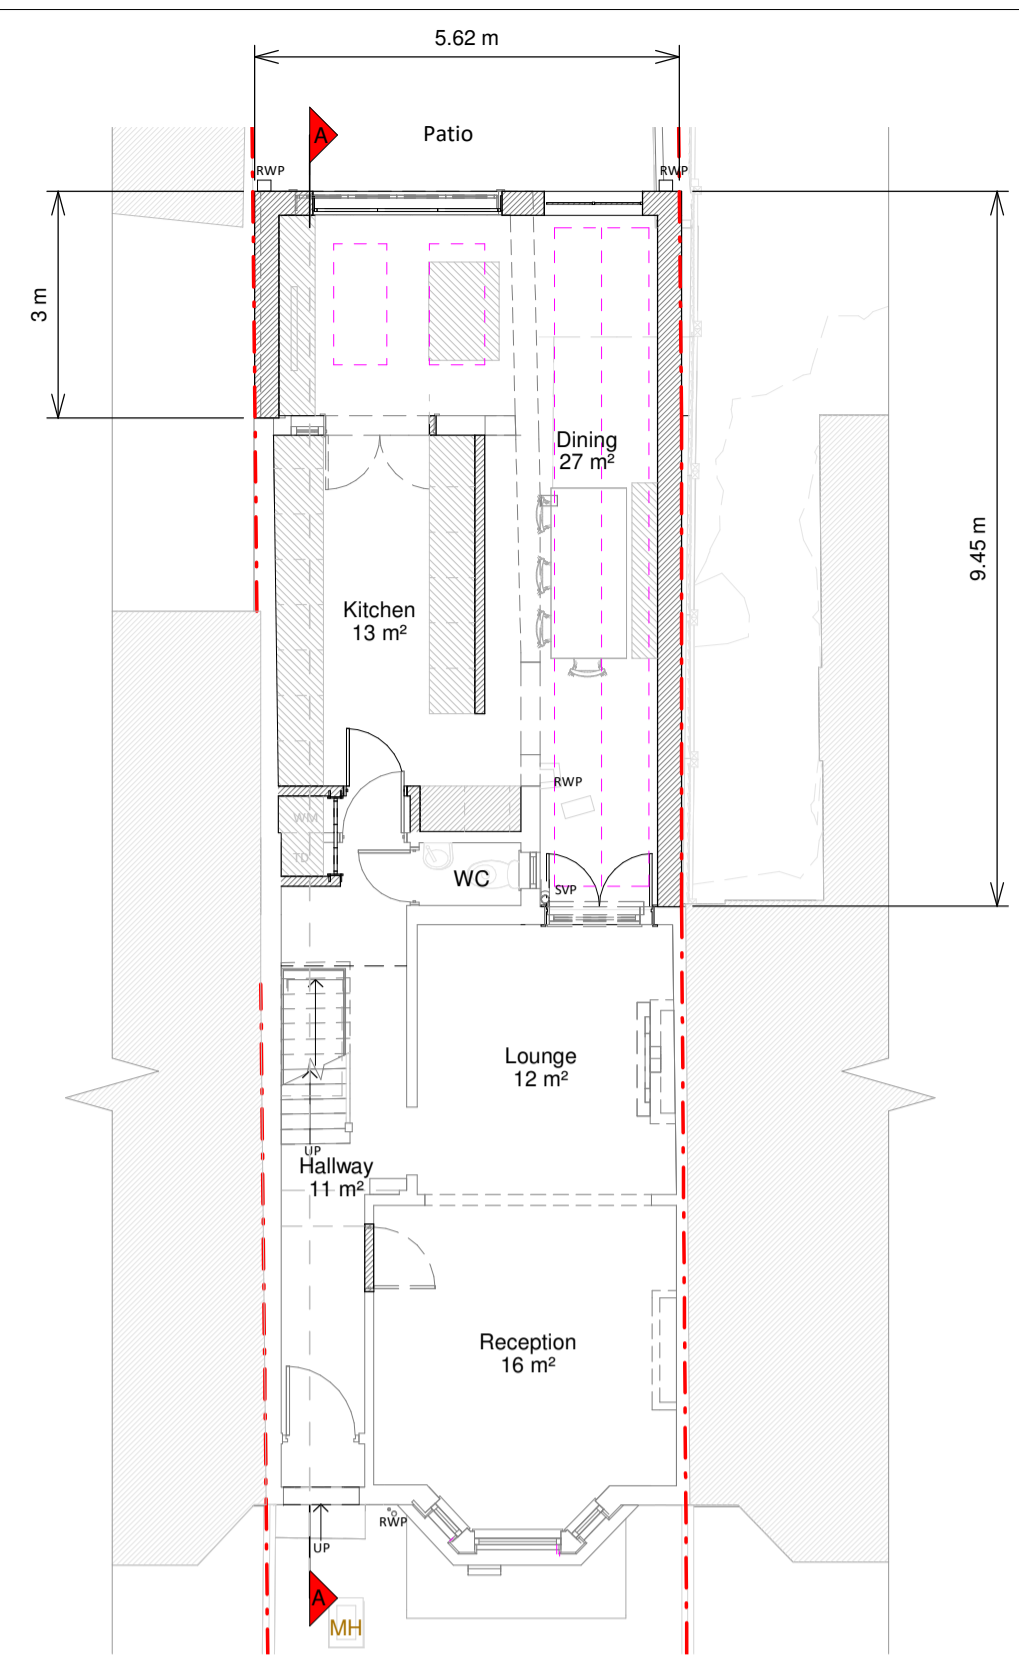 5.62 m
A
Patio
RWP
RWP
3 m
Dining
27 m²
9.45 m
Kitchen
13 m²
RWP
WM
TD
WC
SVP
Lounge
12 m²
UP
Hallway
11 m²
Reception
16 m²
RWP
UP
A
MH